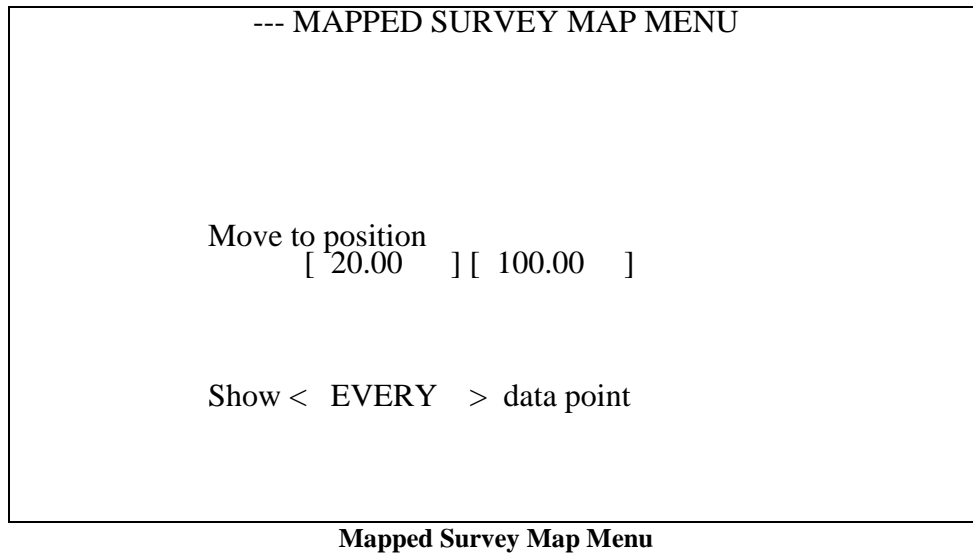 --- MAPPED SURVEY MAP MENU
Move to position
[ 20.00 ] [ 100.00 ]
Show < EVERY > data point
Mapped Survey Map Menu